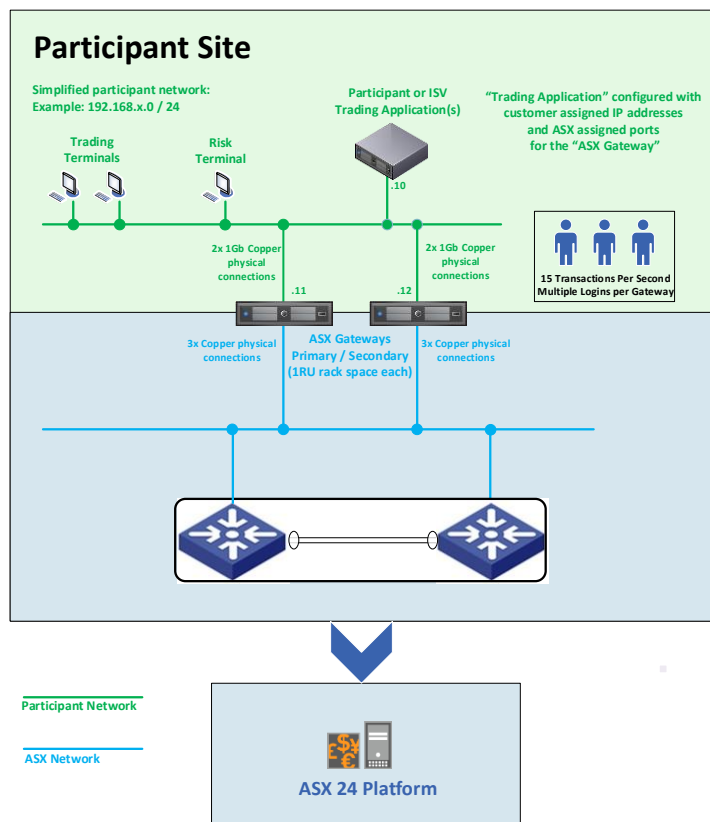 Participant Site
Simplified participant network:
Example: 192.168.x.0 / 24
Participant or ISV
Trading Application(s)
“Trading Application” configured with
customer assigned IP addresses
and ASX assigned ports
for the “ASX Gateway”
Trading
Terminals
Risk
Terminal
.10
2x 1Gb Copper
physical
connections
2x 1Gb Copper
physical
connections
15 Transactions Per Second
Multiple Logins per Gateway
.11
.12
3x Copper physical
connections
ASX Gateways
Primary / Secondary
(1RU rack space each)
3x Copper physical
connections
Participant Network
ASX Network
£$¥
€
ASX 24 Platform